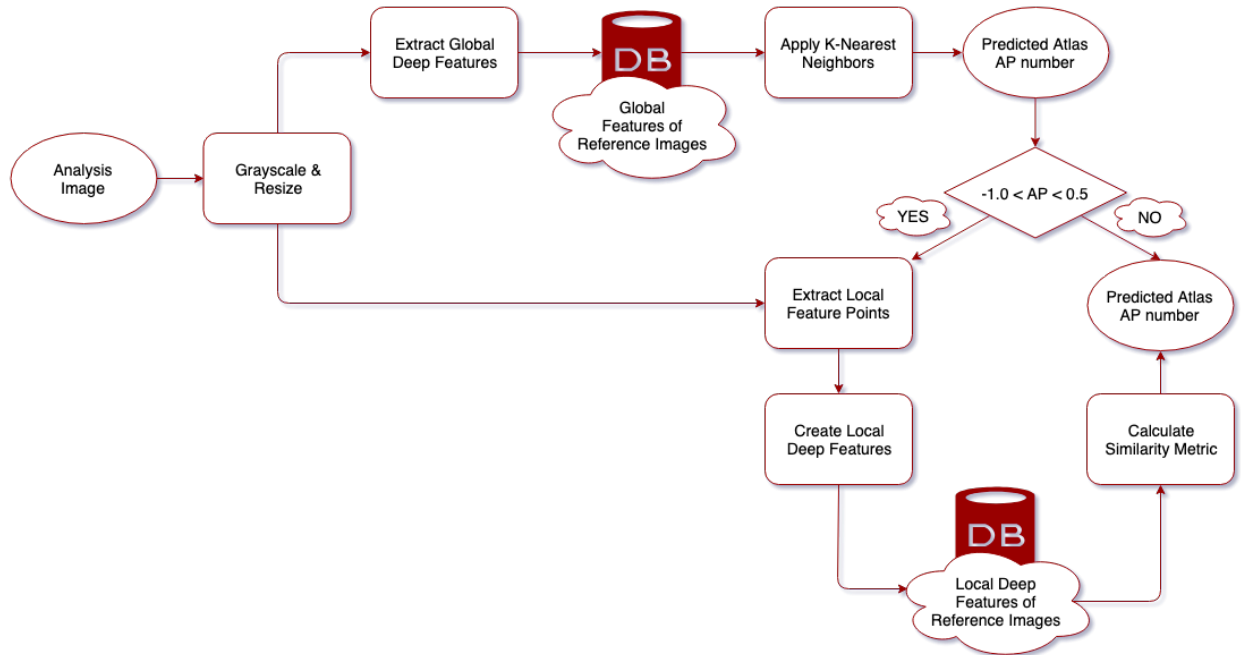 Extract Global
Deep Features
DB
Global
Features of
Reference Images
Apply K-Nearest
Neighbors
Predicted Atlas
AP number
Analysis
Image
Grayscale &
Resize
-1.0 < AP < 0.5
YES
NO
Extract Local
Feature Points
Predicted Atlas
AP number
Create Local
Deep Features
Calculate
Similarity Metric
DB
Local Deep
Features of
Reference Images